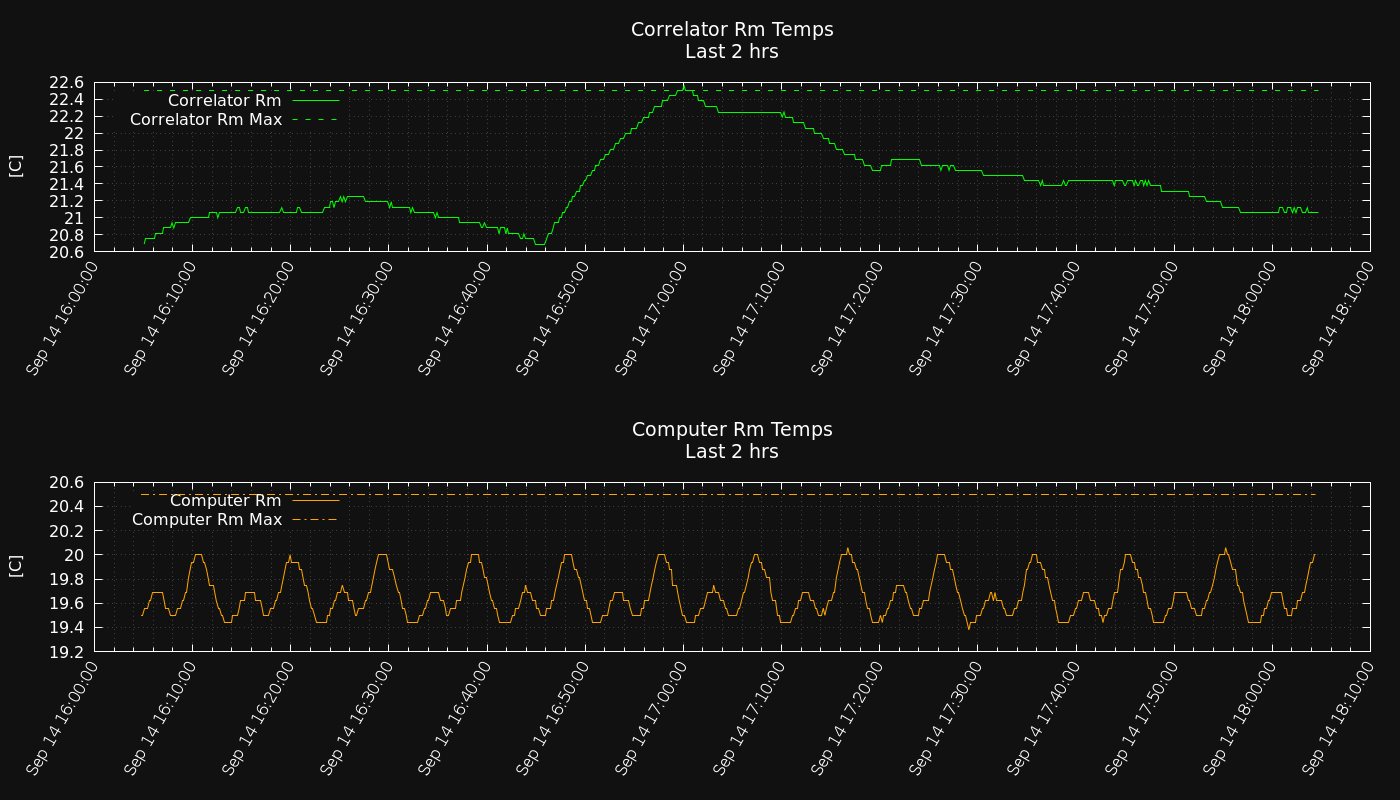 Correlator Rm Temps
Last 2 hrs
22.6
22.4
22.2
22
21.8
21.6
21.4
21.2
21
20.8
20.6
[C]
Correlator Rm
Correlator Rm Max
Sep 14 16:00:00
Sep 14 16:10:00
Sep 14 16:20:00
Sep 14 16:30:00
Sep 14 16:40:00
Sep 14 16:50:00
Sep 14 17:00:00
Sep 14 17:10:00
Sep 14 17:20:00
Sep 14 17:30:00
Sep 14 17:40:00
Sep 14 17:50:00
Sep 14 18:00:00
Sep 14 18:10:00
Computer Rm Temps
Last 2 hrs
20.6
20.4
20.2
20
19.8
19.6
19.4
19.2
[C]
Computer Rm
Computer Rm Max
Sep 14 16:00:00
Sep 14 16:10:00
Sep 14 16:20:00
Sep 14 16:30:00
Sep 14 16:40:00
Sep 14 16:50:00
Sep 14 17:00:00
Sep 14 17:10:00
Sep 14 17:20:00
Sep 14 17:30:00
Sep 14 17:40:00
Sep 14 17:50:00
Sep 14 18:00:00
Sep 14 18:10:00